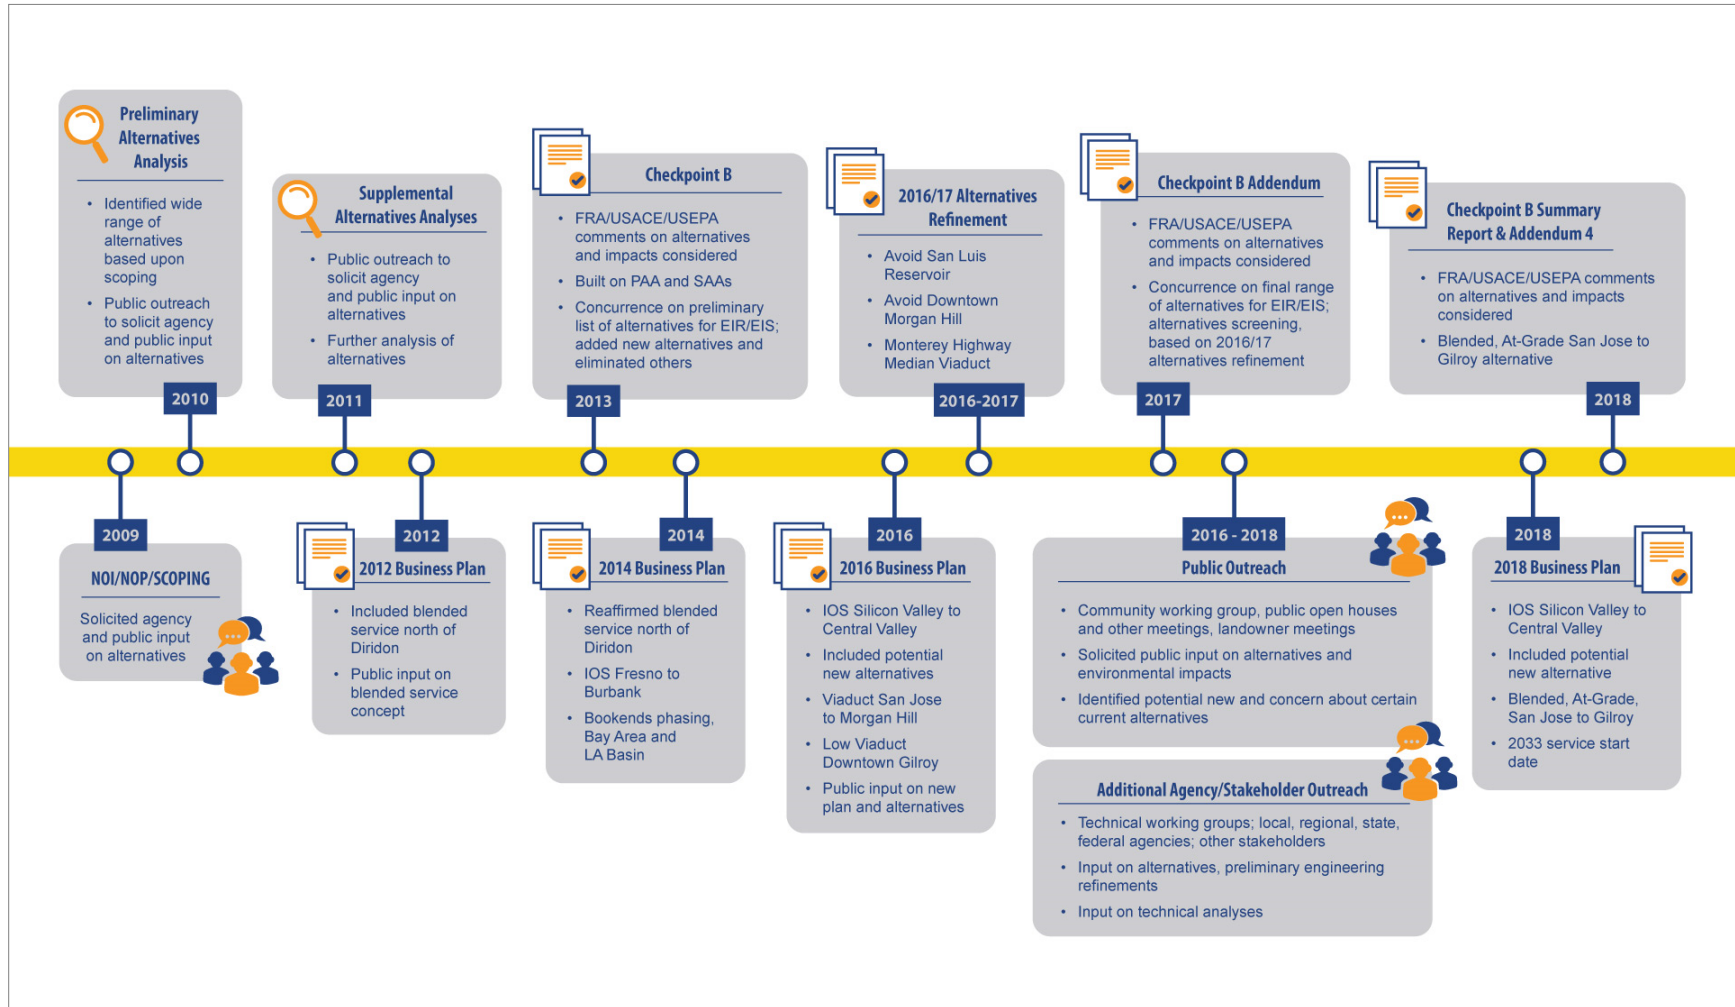 Preliminary
Alternatives
Analysis
• Identified wide
range of
alternatives
based upon
scoping
• Public outreach
to solicit agency
and public input
on alternatives
2010
Supplemental
Alternatives Analyses
• Public outreach to
solicit agency
and public input on
alternatives
• Further analysis of
alternatives
2011
Checkpoint B
• FRA/USACE/USEPA
comments on alternatives
and impacts considered
• Built on PAA and SAAs
• Concurrence on preliminary
list of alternatives for EIR/EIS;
added new alternatives and
eliminated others
2013
2016/17 Alternatives
Refinement
• Avoid San Luis
Reservoir
• Avoid Downtown
Morgan Hill
• Monterey Highway
Median Viaduct
2016-2017
Checkpoint B Addendum
• FRA/USACE/USEPA
comments on alternatives
and impacts considered
• Concurrence on final range
of alternatives for EIR/EIS;
alternatives screening,
based on 2016/17
alternatives refinement
2017
Checkpoint B Summary
Report & Addendum 4
• FRA/USACE/USEPA comments
on alternatives and impacts
considered
• Blended, At-Grade San Jose to
Gilroy alternative
2018
2009
NOI/NOP/SCOPING
Solicited agency
and public input
on alternatives
2012
2012 Business Plan
• Included blended
service north of
Diridon
• Public input on
blended service
concept
2014
2014 Business Plan
• Reaffirmed blended
service north of
Diridon
• IOS Fresno to
Burbank
• Bookends phasing,
Bay Area and
LA Basin
2016
2016 Business Plan
• IOS Silicon Valley to
Central Valley
• Included potential
new alternatives
• Viaduct San Jose
to Morgan Hill
• Low Viaduct
Downtown Gilroy
• Public input on new
plan and alternatives
2016 - 2018
Public Outreach
• Community working group, public open houses
and other meetings, landowner meetings
• Solicited public input on alternatives and
environmental impacts
• Identified potential new and concern about certain
current alternatives
Additional Agency/Stakeholder Outreach
• Technical working groups; local, regional, state,
federal agencies; other stakeholders
• Input on alternatives, preliminary engineering
refinements
• Input on technical analyses
2018
2018 Business Plan
• IOS Silicon Valley to
Central Valley
• Included potential
new alternative
• Blended, At-Grade,
San Jose to Gilroy
• 2033 service start
date